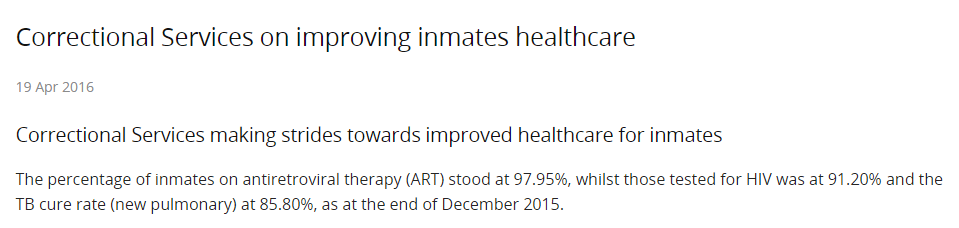 Correctional Services on improving inmates healthcare
19 Apr 2016
Correctional Services making strides towards improved healthcare for inmates
The percentage of inmates on antiretroviral therapy (ART) stood at 97.95%, whilst those tested for HIV was at 91.20% and the
TB cure rate (new pulmonary) at 85.80%, as at the end of December 2015.